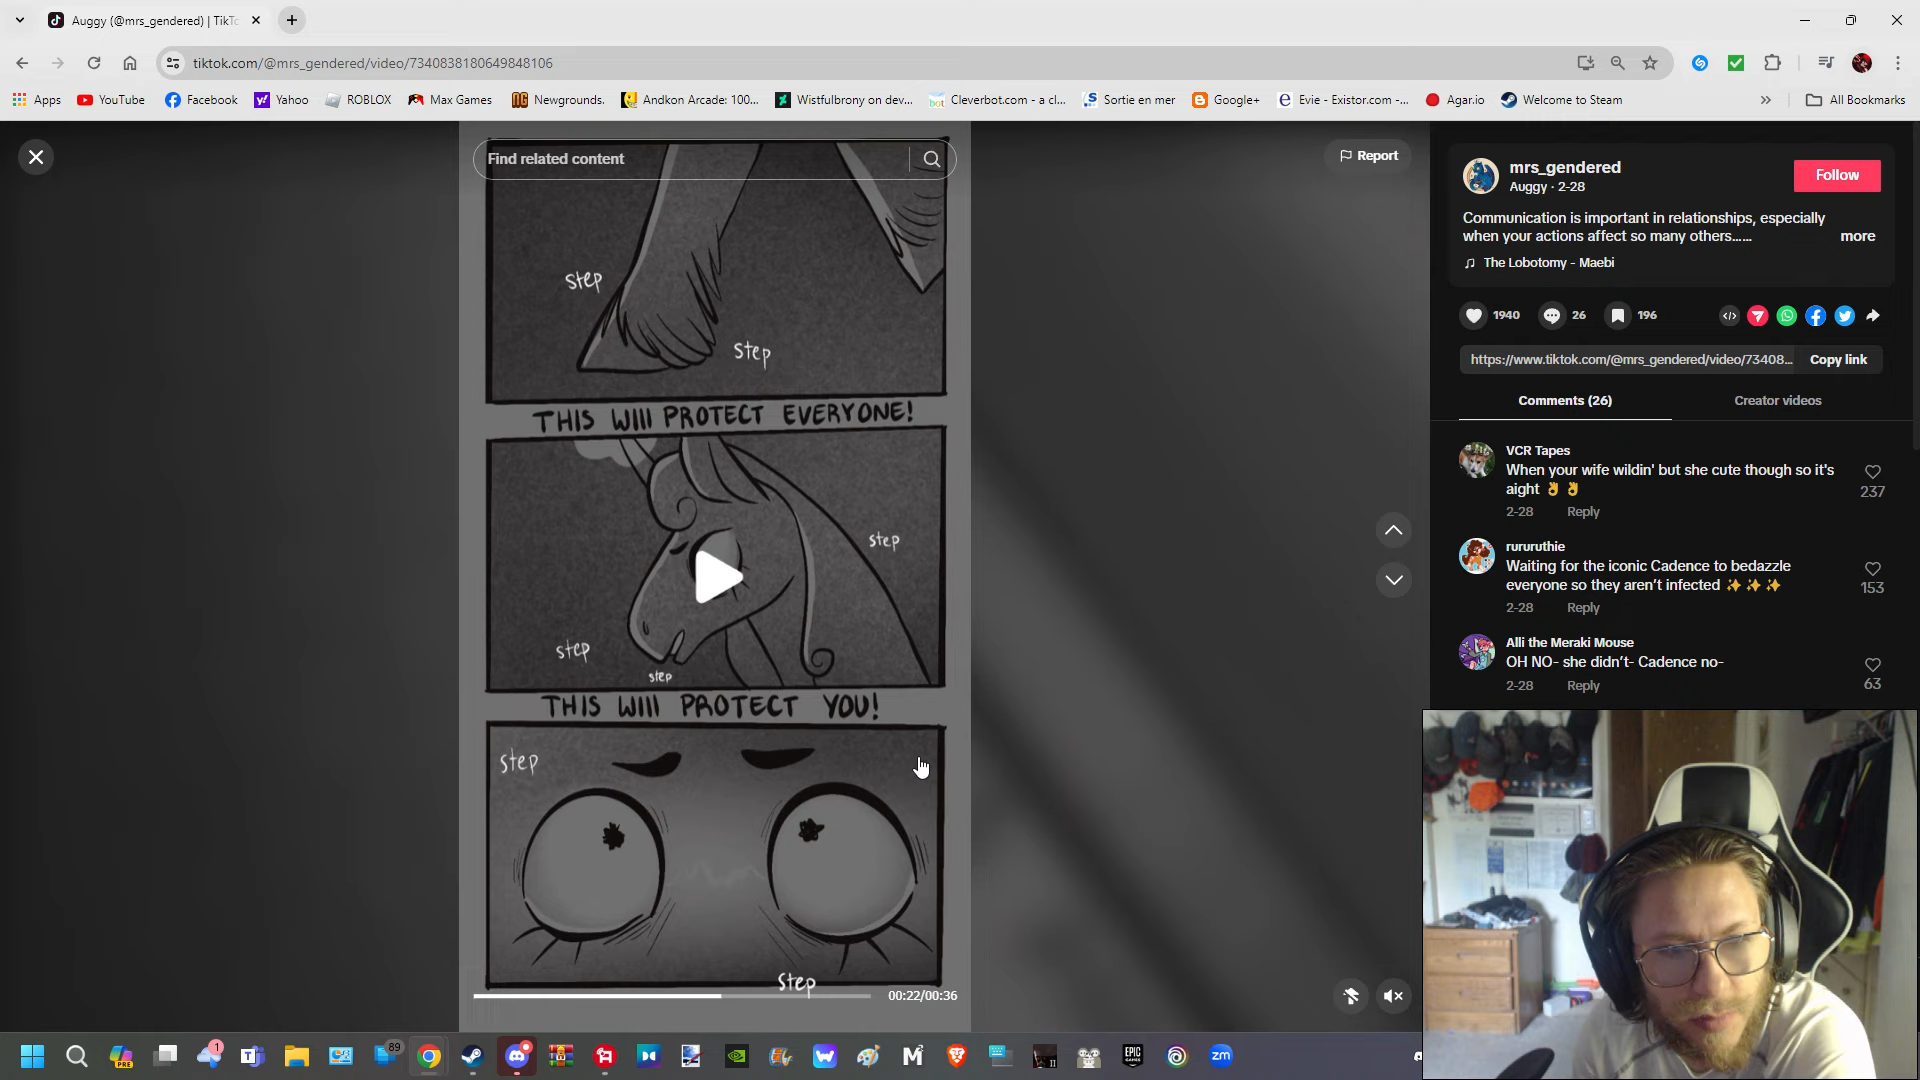 Auggy (@mrs_gendered) | TikTo
tiktok.com/@mrs_gendered/video/7340838180649848106
Apps
YouTube
Facebook
Yahoo
ROBLOX
Max Games
Newgrounds.
Andkon Arcade: 100...
Wistfulbrony on dev...
Cleverbot.com - a cl...
Sortie en mer
Google+
Evie - Existor.com -...
Agar.io
Welcome to Steam
All Bookmarks
Find related content
Report
step
step
THIS WILL PROTECT EVERYONE!
step
step
step
THIS WILL PROTECT YOU!
step
step
00:22/00:36
mrs_gendered
Auggy · 2-28
Follow
Communication is important in relationships, especially
when your actions affect so many others......
more
The Lobotomy - Maebi
1940
26
196
https://www.tiktok.com/@mrs_gendered/video/73408...
Copy link
Comments (26)
Creator videos
VCR Tapes
When your wife wildin' but she cute though so it's
aight 👌 👌
237
2-28
Reply
rururuthie
Waiting for the iconic Cadence to bedazzle
everyone so they aren't infected ✨ ✨ ✨
153
2-28
Reply
Alli the Meraki Mouse
OH NO- she didn't- Cadence no-
63
2-28
Reply
PRE
1
89
EPIC
GAMES
zm